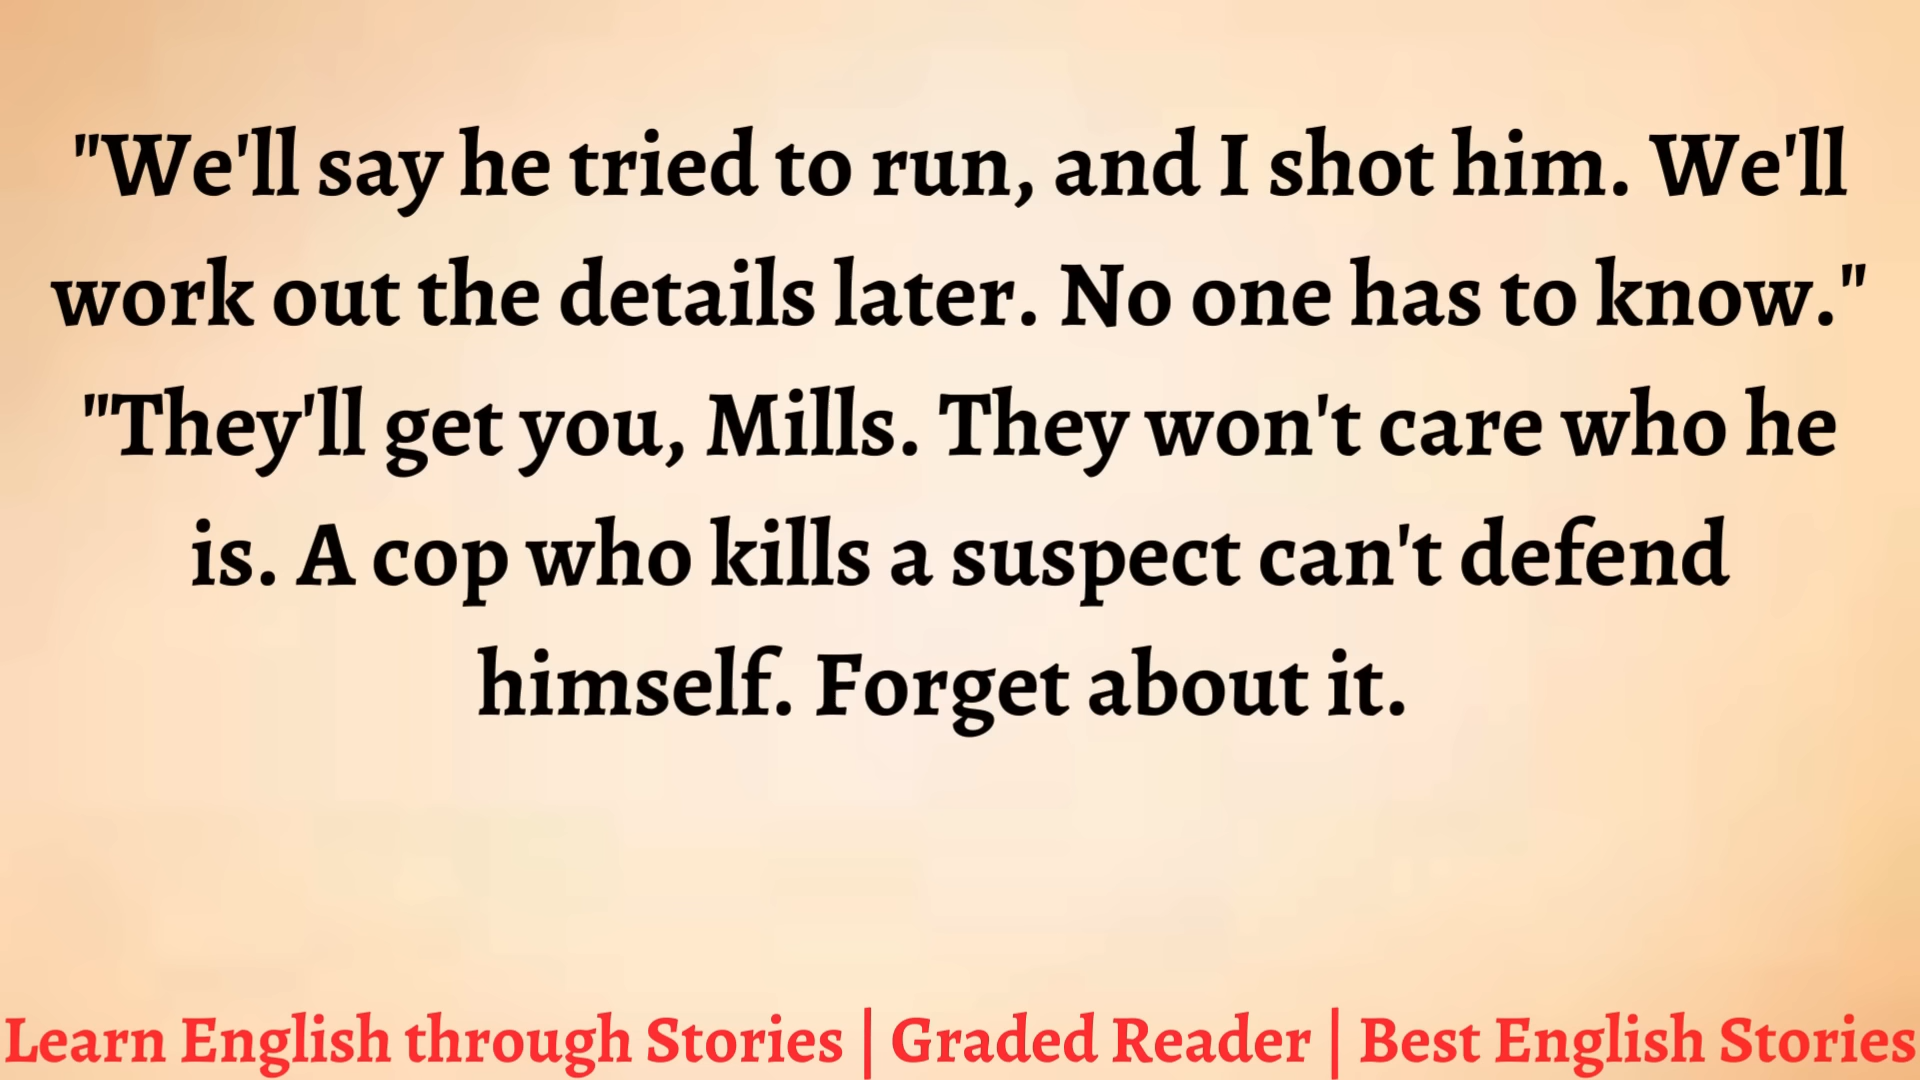 "We'll say he tried to run, and I shot him. We'll
work out the details later. No one has to know."
"They'll get you, Mills. They won't care who he
is. A cop who kills a suspect can't defend
himself. Forget about it.
Learn English through Stories | Graded Reader | Best English Stories